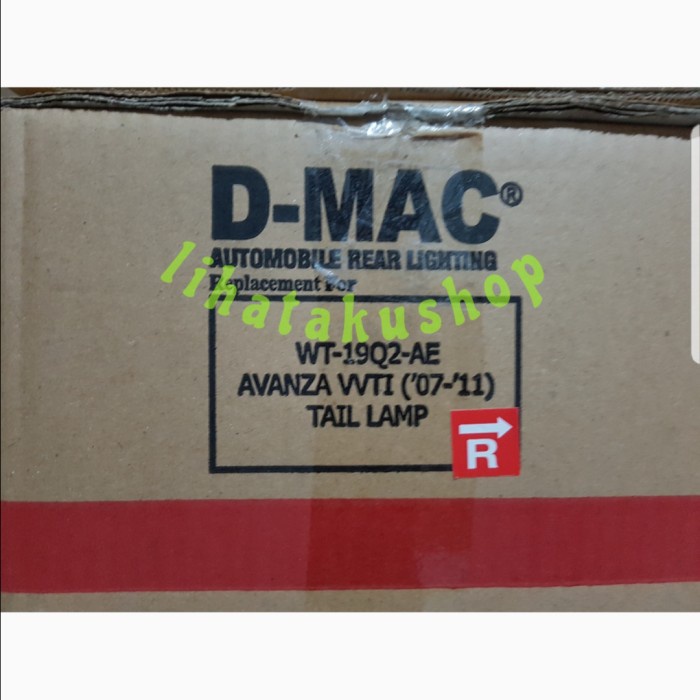 D-MAC®
AUTOMOBILE REAR LIGHTING
Replacement For
lihatakushop
WT-19Q2-AE
AVANZA VVTI ('07-'11)
TAIL LAMP
R